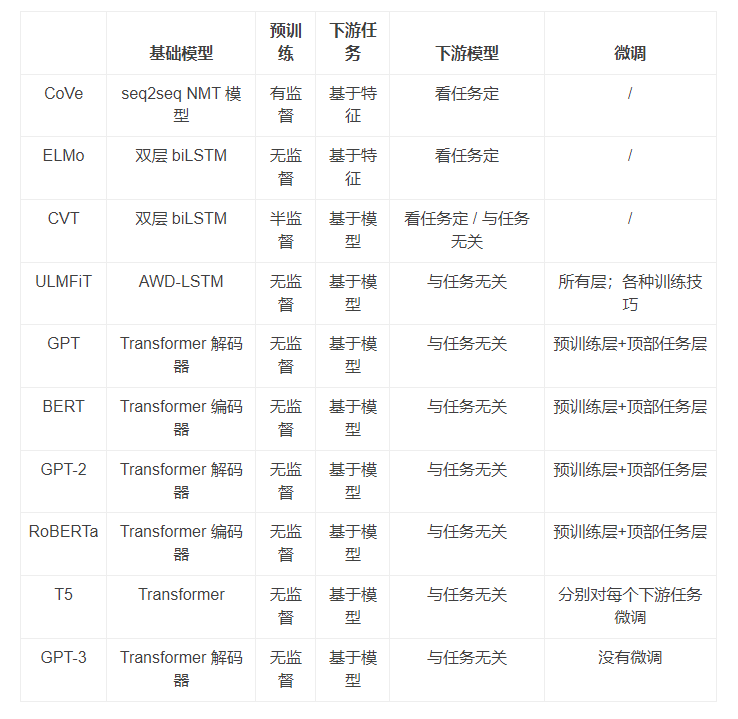 基础模型 预训练 下游任务 下游模型 微调
CoVe seq2seq NMT 模型 有监督 基于特征 看任务定 /
ELMo 双层 biLSTM 无监督 基于特征 看任务定 /
CVT 双层 biLSTM 半监督 基于模型 看任务定 / 与任务无关 /
ULMFiT AWD-LSTM 无监督 基于模型 与任务无关 所有层；各种训练技巧
GPT Transformer 解码器 无监督 基于模型 与任务无关 预训练层+顶部任务层
BERT Transformer 编码器 无监督 基于模型 与任务无关 预训练层+顶部任务层
GPT-2 Transformer 解码器 无监督 基于模型 与任务无关 预训练层+顶部任务层
RoBERTa Transformer 编码器 无监督 基于模型 与任务无关 预训练层+顶部任务层
T5 Transformer 无监督 基于模型 与任务无关 分别对每个下游任务微调
GPT-3 Transformer 解码器 无监督 基于模型 与任务无关 没有微调